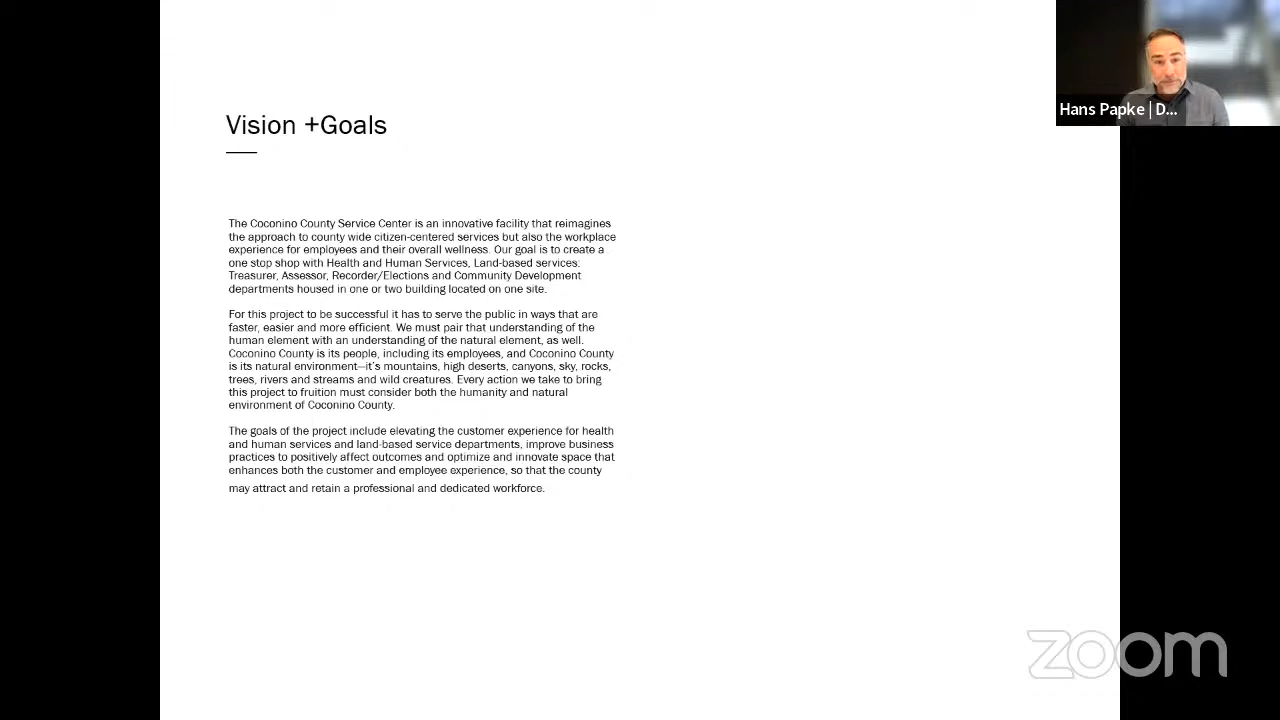 Vision +Goals
The Coconino County Service Center is an innovative facility that reimagines
the approach to county wide citizen-centered services but also the workplace
experience for employees and their overall wellness. Our goal is to create a
one stop shop with Health and Human Services, Land-based services:
Treasurer, Assessor, Recorder/Elections and Community Development
departments housed in one or two building located on one site.
For this project to be successful it has to serve the public in ways that are
faster, easier and more efficient. We must pair that understanding of the
human element with an understanding of the natural element, as well.
Coconino County is its people, including its employees, and Coconino County
is its natural environment—it's mountains, high deserts, canyons, sky, rocks,
trees, rivers and streams and wild creatures. Every action we take to bring
this project to fruition must consider both the humanity and natural
environment of Coconino County.
The goals of the project include elevating the customer experience for health
and human services and land-based service departments, improve business
practices to positively affect outcomes and optimize and innovate space that
enhances both the customer and employee experience, so that the county
may attract and retain a professional and dedicated workforce.
Hans Papke | D...
zoom